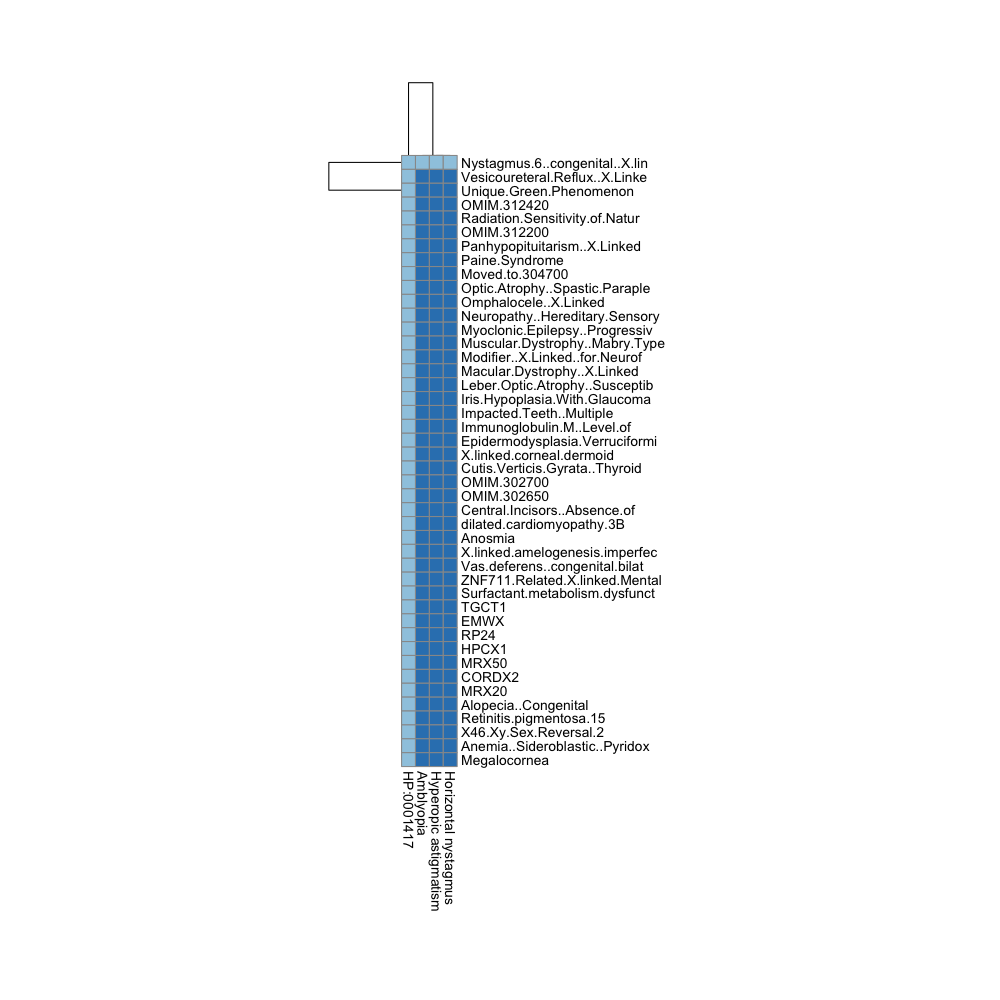 Nystagmus.6..congenital..X.lin
Vesicoureteral.Reflux..X.Linke
Unique.Green.Phenomenon
OMIM.312420
Radiation.Sensitivity.of.Natur
OMIM.312200
Panhypopituitarism..X.Linked
Paine.Syndrome
Moved.to.304700
Optic.Atrophy..Spastic.Paraple
Omphalocele..X.Linked
Neuropathy..Hereditary.Sensory
Myoclonic.Epilepsy..Progressiv
Muscular.Dystrophy..Mabry.Type
Modifier..X.Linked..for.Neurof
Macular.Dystrophy..X.Linked
Leber.Optic.Atrophy..Susceptib
Iris.Hypoplasia.With.Glaucoma
Impacted.Teeth..Multiple
Immunoglobulin.M..Level.of
Epidermodysplasia.Verruciformi
X.linked.corneal.dermoid
Cutis.Verticis.Gyrata..Thyroid
OMIM.302700
OMIM.302650
Central.Incisors..Absence.of
dilated.cardiomyopathy.3B
Anosmia
X.linked.amelogenesis.imperfec
Vas.deferens..congenital.bilat
ZNF711.Related.X.linked.Mental
Surfactant.metabolism.dysfunct
TGCT1
EMWX
RP24
HPCX1
MRX50
CORDX2
MRX20
Alopecia..Congenital
Retinitis.pigmentosa.15
X46.Xy.Sex.Reversal.2
Anemia..Sideroblastic..Pyridox
Megalocornea
HP:0001417
Amblyopia
Hyperopic astigmatism
Horizontal nystagmus